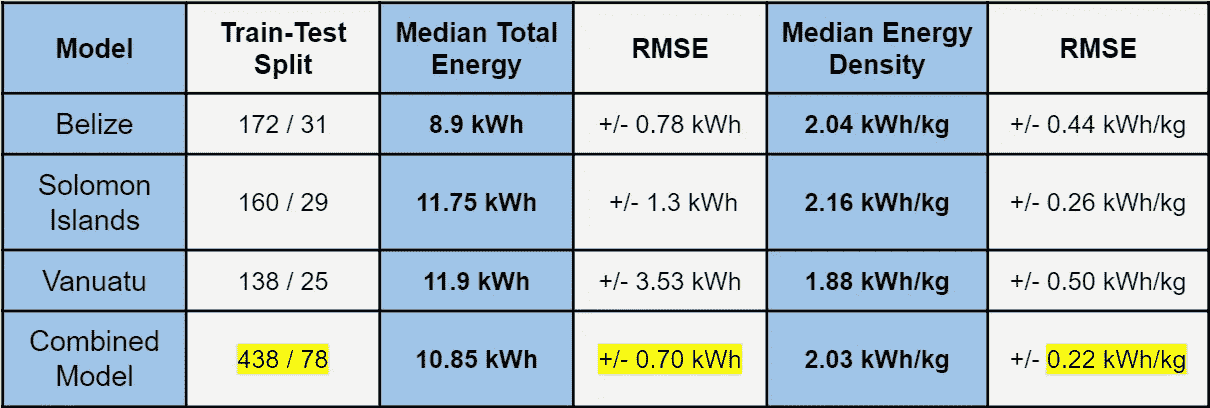 Model
Train-Test
Split
Median Total
Energy
RMSE
Median Energy
Density
RMSE
Belize
172 / 31
8.9 kWh
+/- 0.78 kWh
2.04 kWh/kg
+/- 0.44 kWh/kg
Solomon
Islands
160 / 29
11.75 kWh
+/- 1.3 kWh
2.16 kWh/kg
+/- 0.26 kWh/kg
Vanuatu
138 / 25
11.9 kWh
+/- 3.53 kWh
1.88 kWh/kg
+/- 0.50 kWh/kg
Combined
Model
438 / 78
10.85 kWh
+/- 0.70 kWh
2.03 kWh/kg
+/- 0.22 kWh/kg